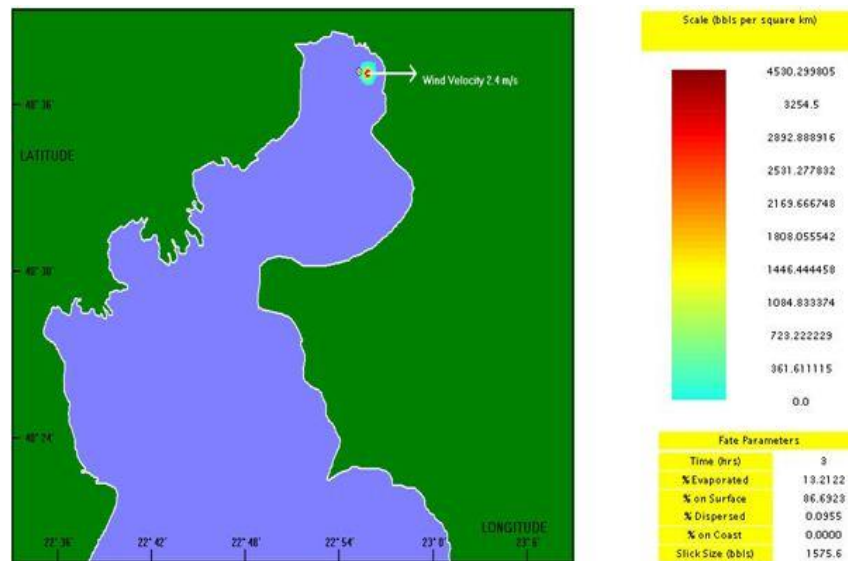 Wind Velocity 2.4 m/s
40° 36'
LATITUDE
40° 30'
40° 24'
LONGITUDE
22° 36' 22° 42' 22° 48' 22° 54' 23° 0' 23° 6'
Scale (bbls per square km)
4530.299805
3254.5
2892.888916
2531.277832
2169.666748
1808.055542
1446.444458
1084.833374
723.222229
361.611115
0.0
Fate Parameters
Time (hrs) 3
% Evaporated 13.2122
% on Surface 86.6923
% Dispersed 0.0955
% on Coast 0.0000
Slick Size (bbls) 1575.6